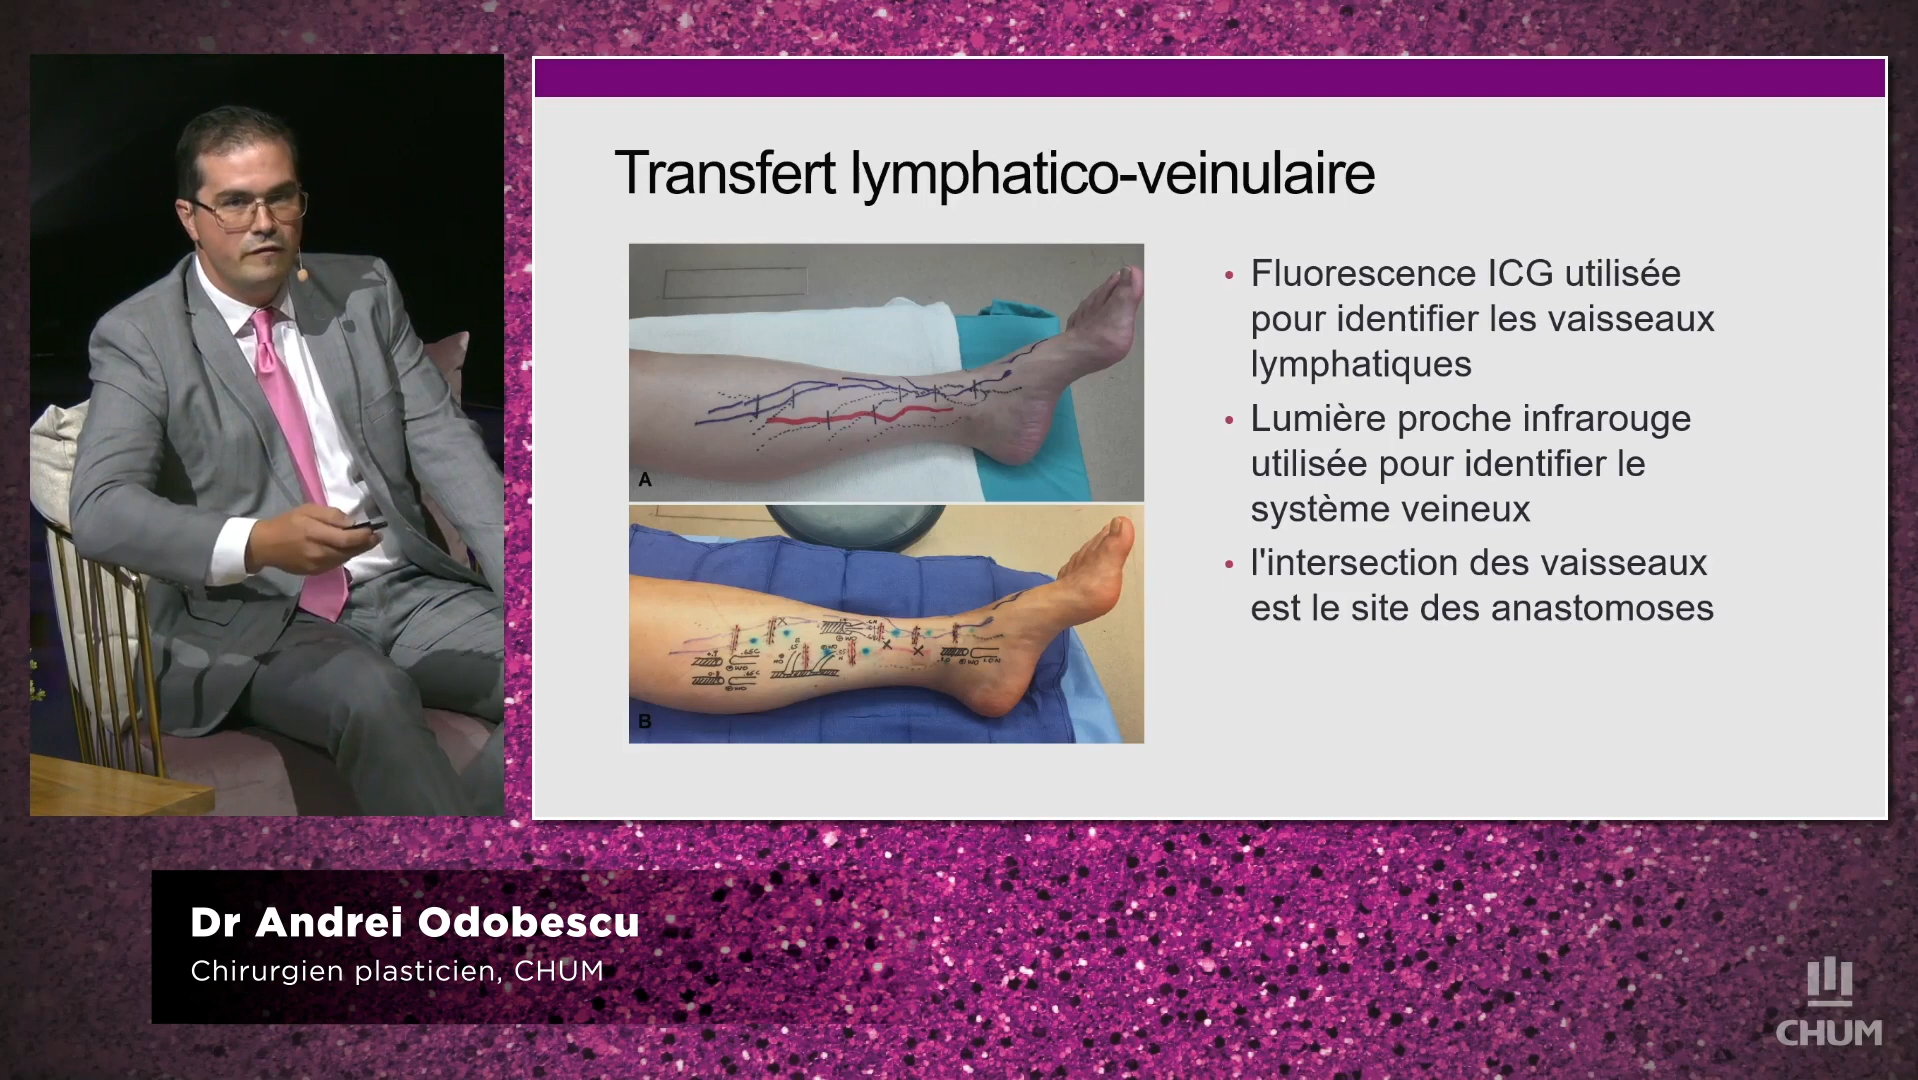 Transfert lymphatico-veinulaire
A
B
• Fluorescence ICG utilisée
pour identifier les vaisseaux
lymphatiques
• Lumière proche infrarouge
utilisée pour identifier le
système veineux
• l'intersection des vaisseaux
est le site des anastomoses
Dr Andrei Odobescu
Chirurgien plasticien, CHUM
CHUM